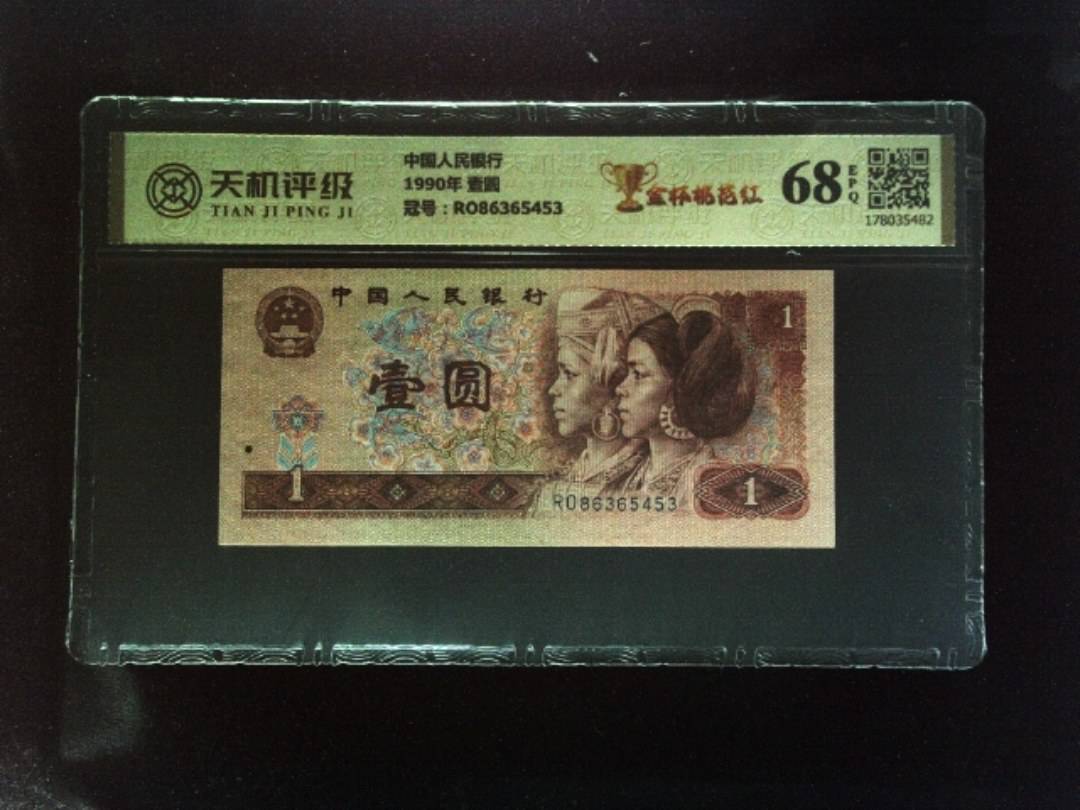 天机评级
TIAN JI PING JI
中国人民银行
1990年 壹圆
冠号：RO86365453
金杯桃花红
68
EPQ
178035482
中国人民银行
壹圆
1
1
RO86365453
1